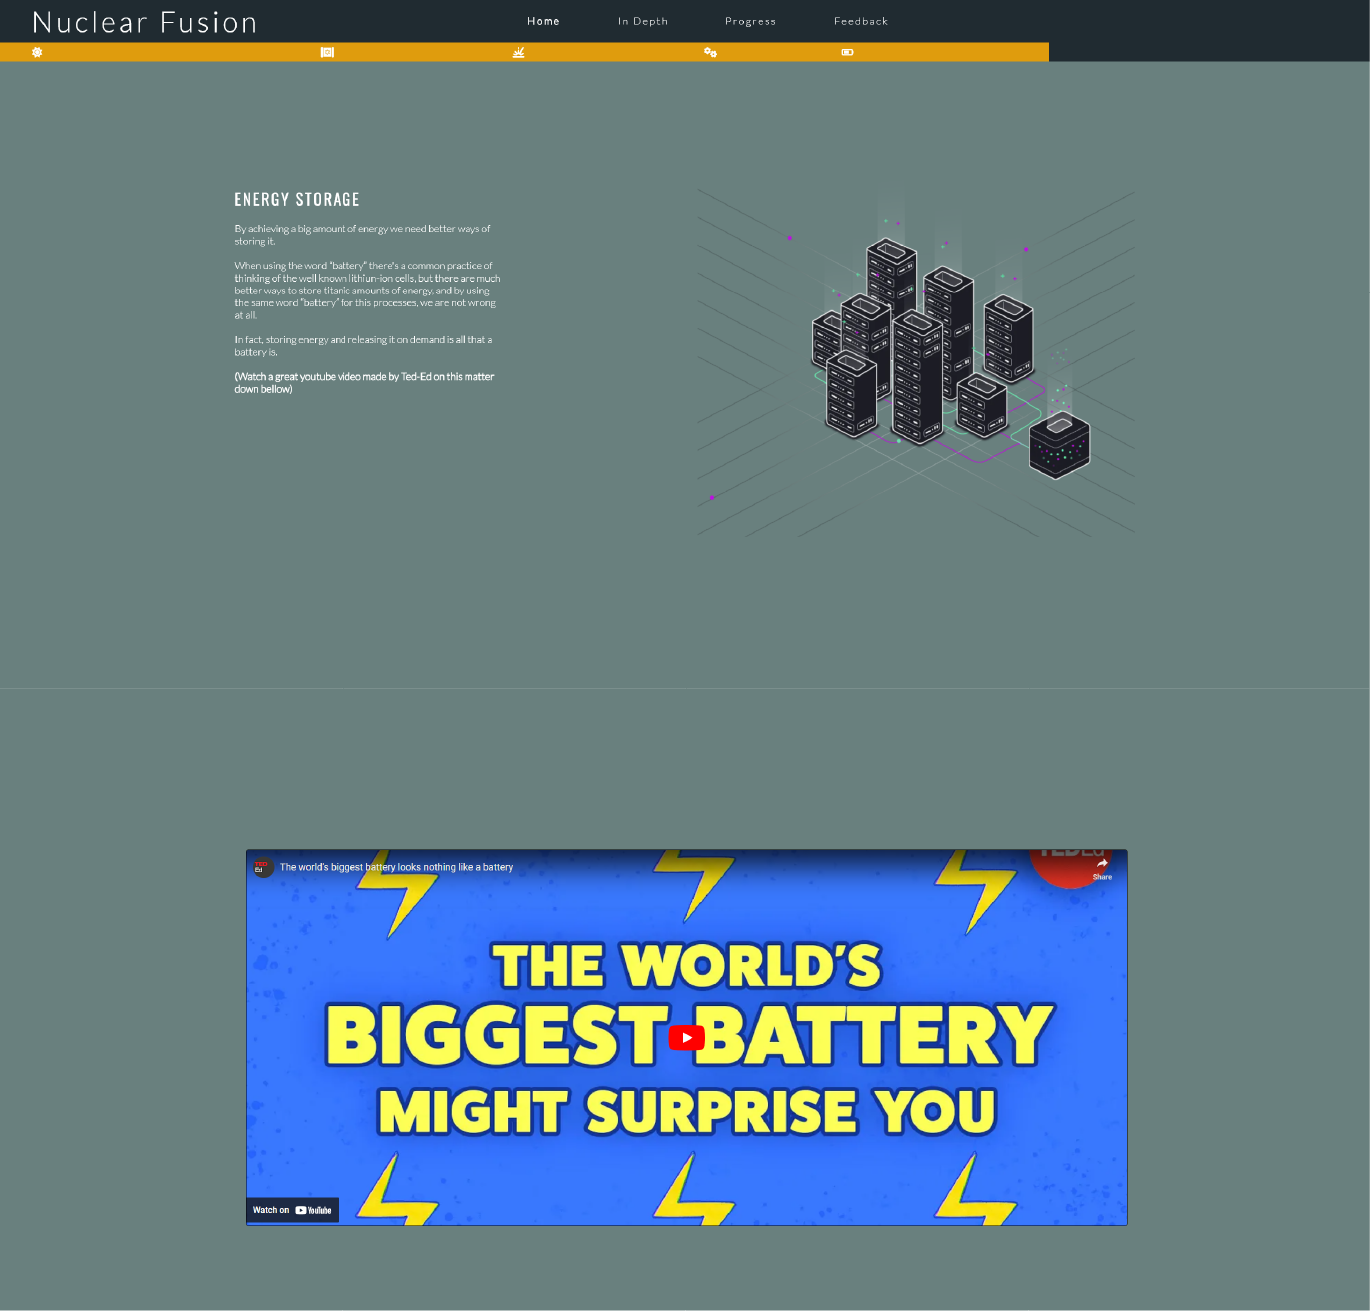 Nuclear Fusion
Home
In Depth
Progress
Feedback
ENERGY STORAGE
By achieving a big amount of energy we need better ways of
storing it.
When using the word "battery" there's a common practice of
thinking of the well known lithiun-ion cells, but there are much
better ways to store titanic amounts of energy, and by using
the same word "battery" for this processes, we are not wrong
at all.
In fact, storing energy and releasing it on demand is all that a
battery is.
(Watch a great youtube video made by Ted-Ed on this matter
down bellow)
The world's biggest battery looks nothing like a battery
TED Ed
Share
THE WORLD'S
BIGGEST BATTERY
MIGHT SURPRISE YOU
Watch on YouTube